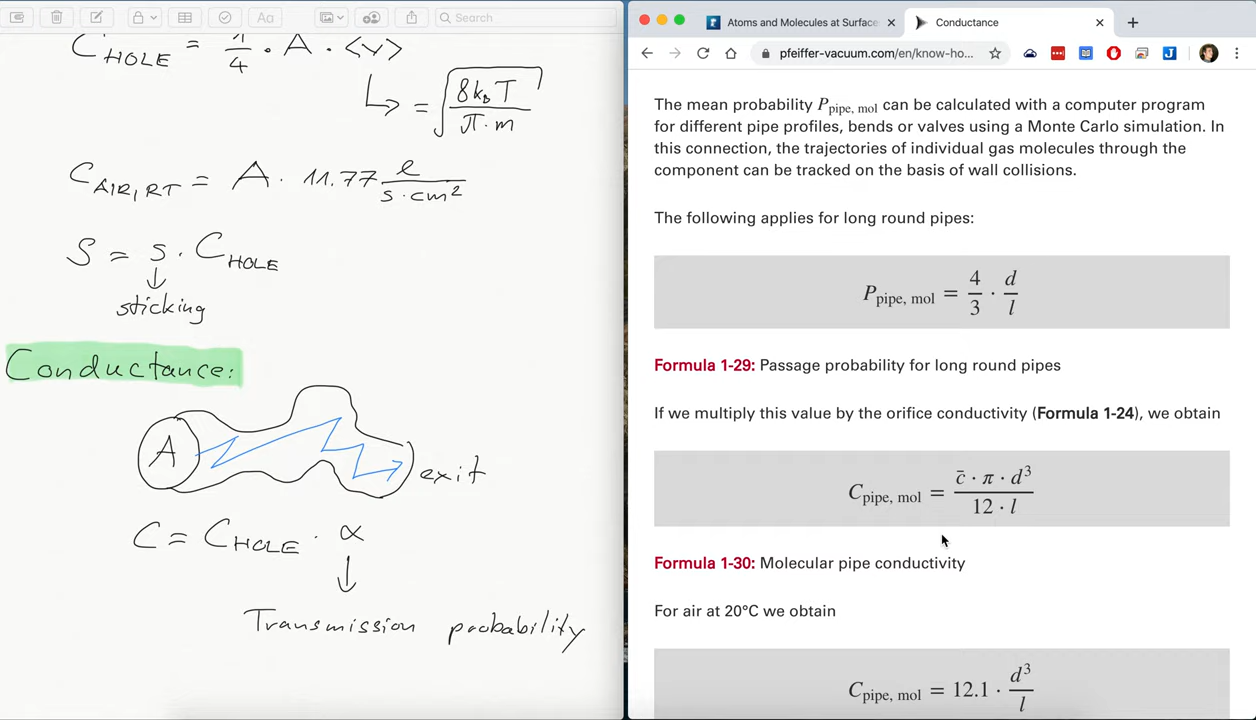 Search
C_HOLE = 1/4 · A · <v>
↳ = √(8k_B T / π · m)
C_AIR,RT = A · 11.77 l / s · cm²
S = s · C_HOLE
↓
sticking
Conductance:
A
exit
C = C_HOLE · α
↓
Transmission probability
Atoms and Molecules at Surface
Conductance
pfeiffer-vacuum.com/en/know-ho...
The mean probability P_pipe, mol can be calculated with a computer program
for different pipe profiles, bends or valves using a Monte Carlo simulation. In
this connection, the trajectories of individual gas molecules through the
component can be tracked on the basis of wall collisions.
The following applies for long round pipes:
P_pipe, mol = 4/3 · d/l
Formula 1-29: Passage probability for long round pipes
If we multiply this value by the orifice conductivity (Formula 1-24), we obtain
C_pipe, mol = c̄ · π · d³ / 12 · l
Formula 1-30: Molecular pipe conductivity
For air at 20°C we obtain
C_pipe, mol = 12.1 · d³/l